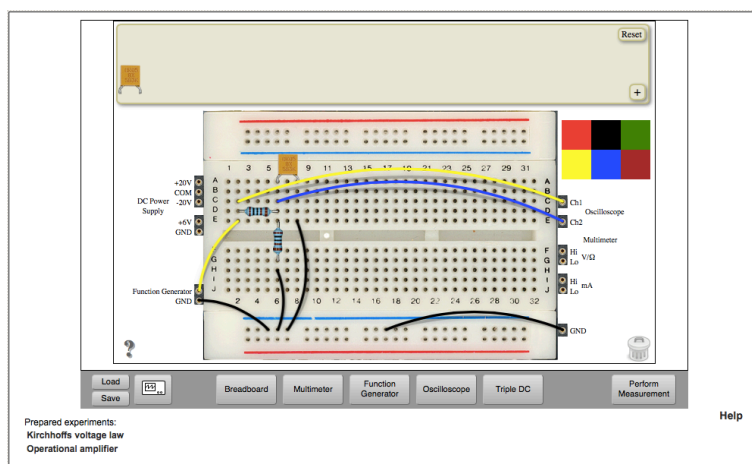 Reset
+
1 3 5 9 11 13 15 17 19 21 23 25 27 29 31
A A
B B
C C
D D
E E
+20V
COM
-20V
DC Power
Supply
+6V
GND
Ch1
Oscilloscope
Ch2
Multimeter
Hi
Lo
V/Ω
Hi
Lo
mA
F F
G G
H H
I I
J J
Function Generator
GND
2 4 6 8 10 12 14 16 18 20 22 24 26 28 30 32
GND
?
Load
Save
Breadboard
Multimeter
Function
Generator
Oscilloscope
Triple DC
Perform
Measurement
Help
Prepared experiments:
Kirchhoffs voltage law
Operational amplifier